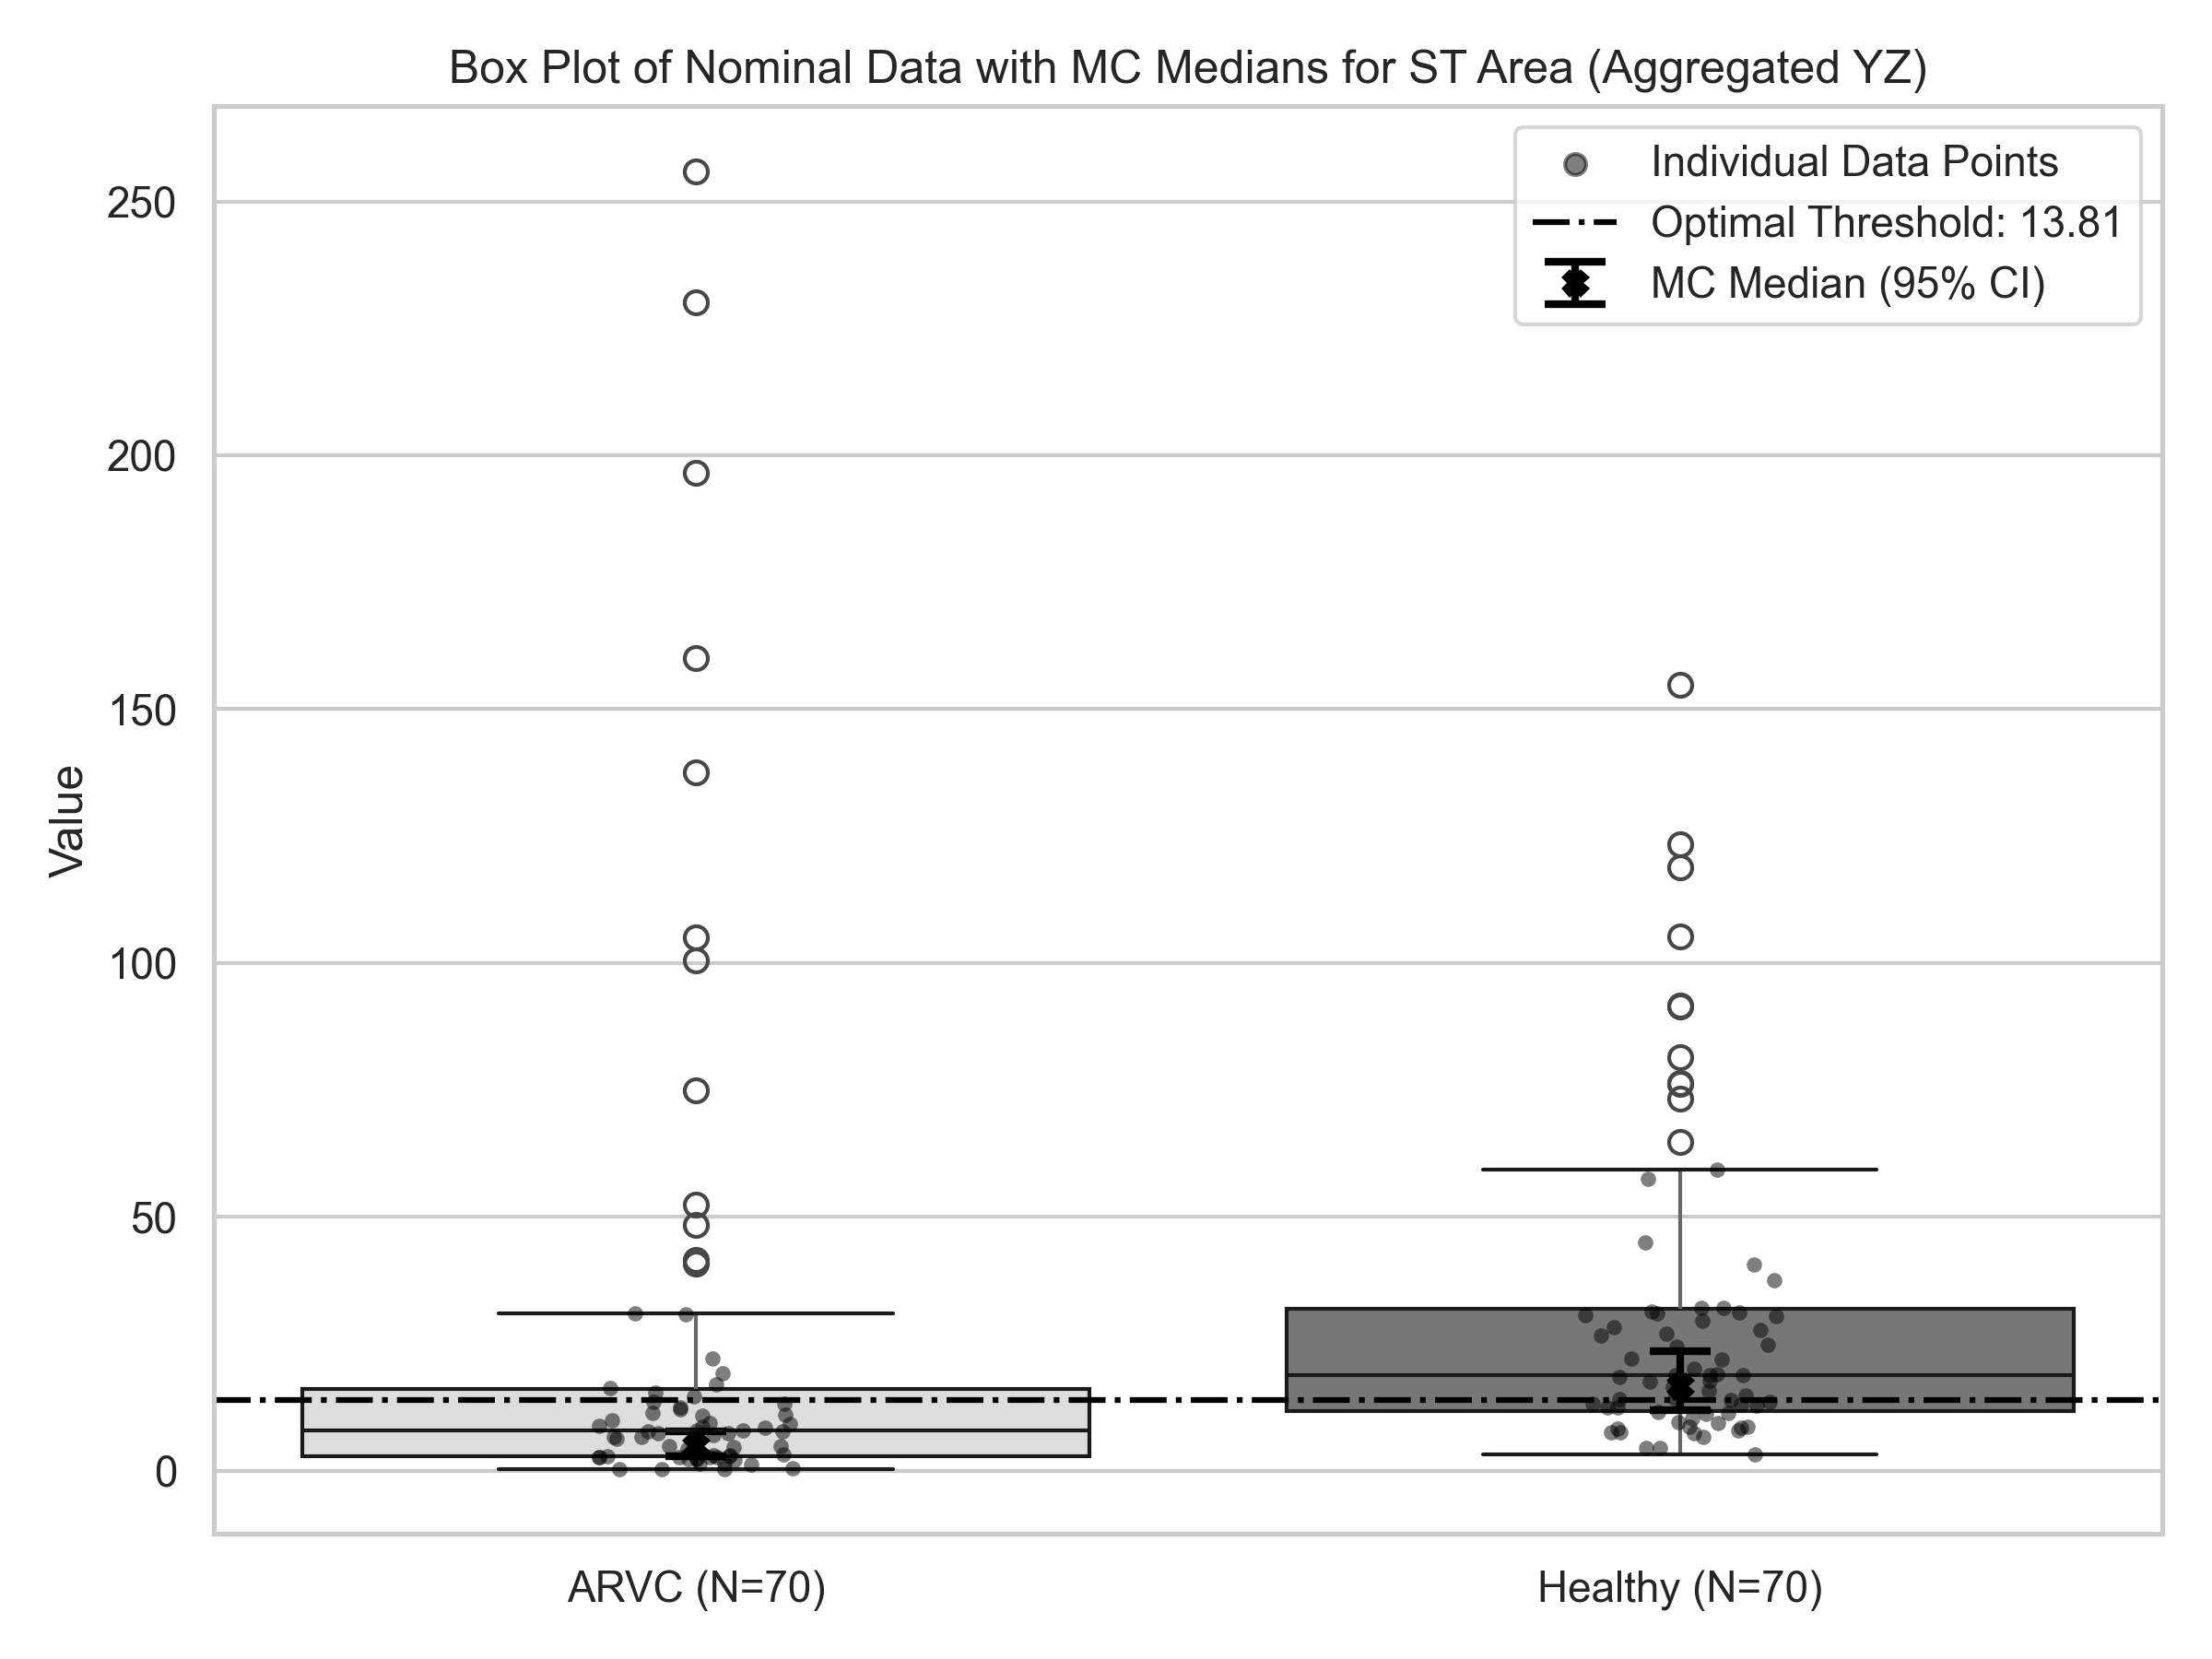 Box Plot of Nominal Data with MC Medians for ST Area (Aggregated YZ)
Individual Data Points
Optimal Threshold: 13.81
MC Median (95% CI)
Value
250
200
150
100
50
0
ARVC (N=70)
Healthy (N=70)